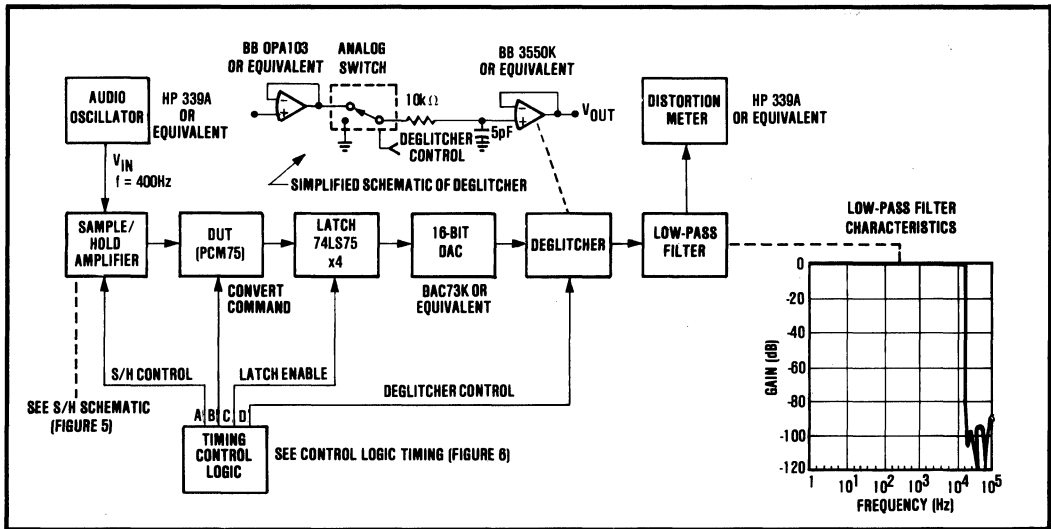 BB OPA103
OR EQUIVALENT
ANALOG
SWITCH
BB 3550K
OR EQUIVALENT
AUDIO
OSCILLATOR
HP 339A
OR
EQUIVALENT
10kΩ
5pF
VOUT
DEGLITCHER
CONTROL
DISTORTION
METER
HP 339A
OR EQUIVALENT
VIN
f = 400Hz
SIMPLIFIED SCHEMATIC OF DEGLITCHER
SAMPLE/
HOLD
AMPLIFIER
DUT
(PCM75)
LATCH
74LS75
x4
16-BIT
DAC
DEGLITCHER
LOW-PASS
FILTER
LOW-PASS FILTER
CHARACTERISTICS
CONVERT
COMMAND
BAC73K OR
EQUIVALENT
S/H CONTROL
LATCH ENABLE
DEGLITCHER CONTROL
SEE S/H SCHEMATIC
(FIGURE 5)
A B C D
TIMING
CONTROL
LOGIC
SEE CONTROL LOGIC TIMING (FIGURE 6)
GAIN (dB)
0
-20
-40
-60
-80
-100
-120
1 10¹ 10² 10³ 10⁴ 10⁵
FREQUENCY (Hz)